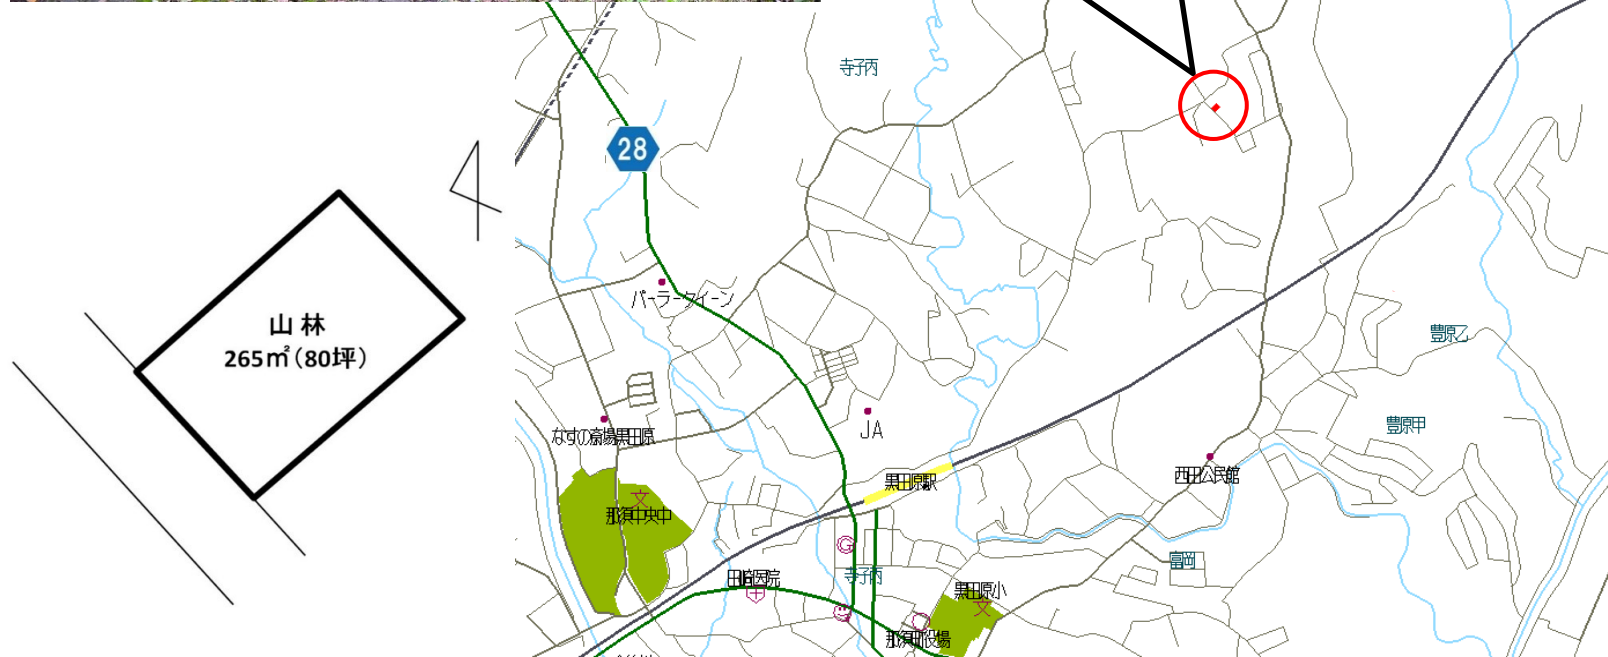 山林
265㎡(80坪)
寺子丙
28
パーラークイーン
豊原乙
JA
豊原甲
なすの斎場黒田原
黒田原駅
西田公民館
文
那須中央中
富岡
田崎医院
寺子丙
黒田原小
文
那須町役場